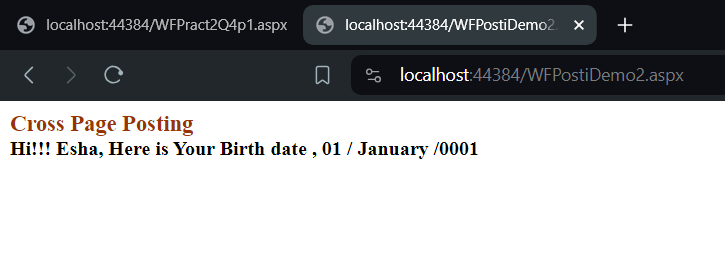 localhost:44384/WFPract2Q4p1.aspx
localhost:44384/WFPostiDemo2.
localhost:44384/WFPostiDemo2.aspx
Cross Page Posting
Hi!!! Esha, Here is Your Birth date , 01 / January /0001